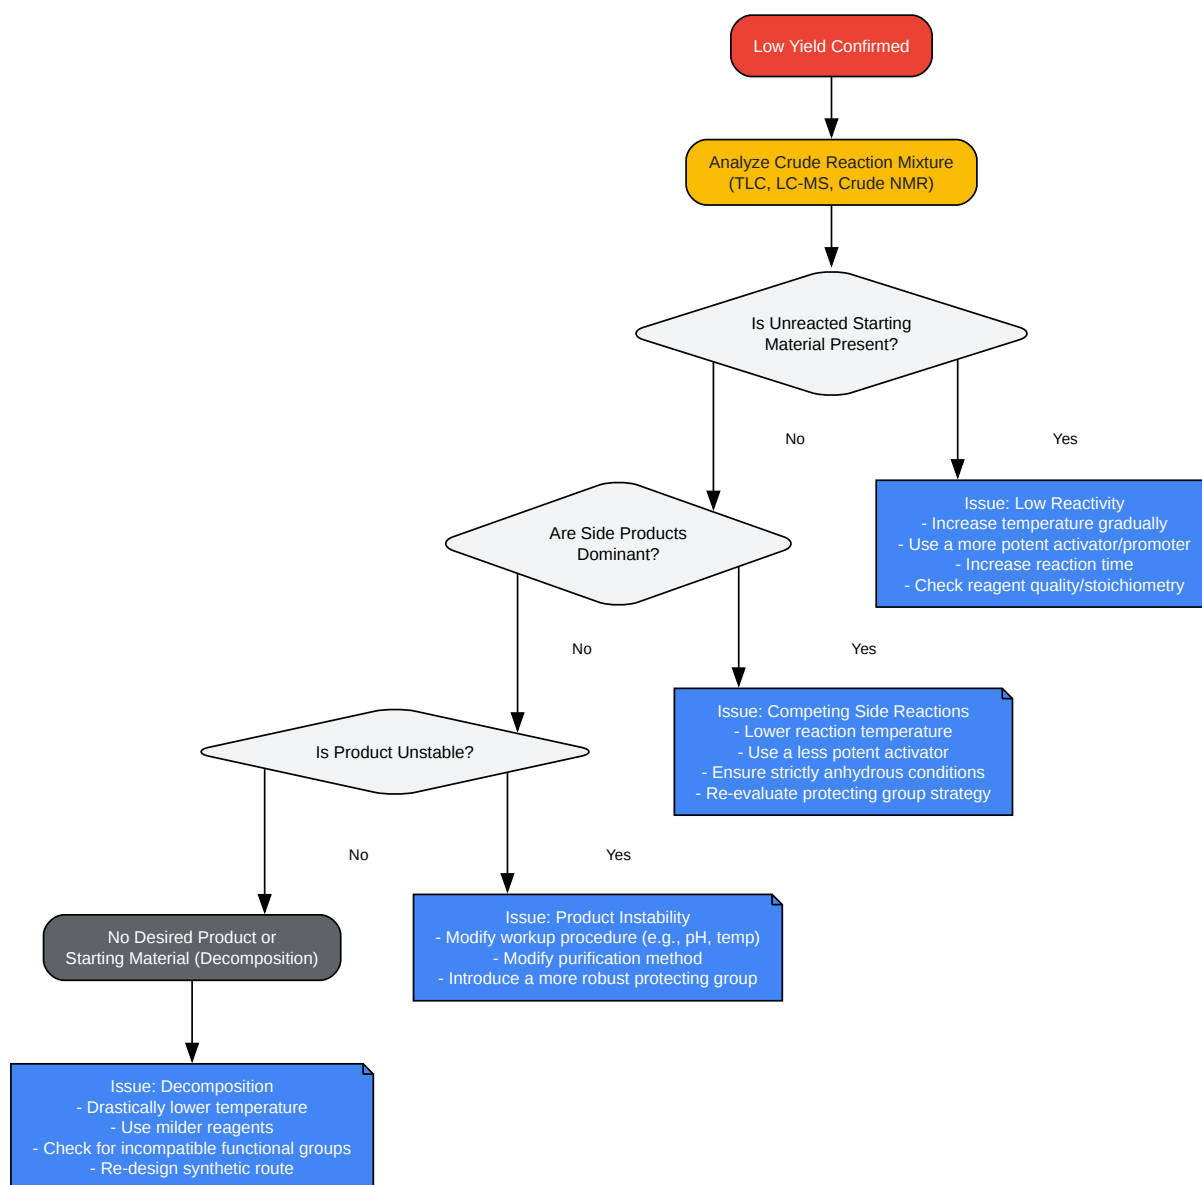 Low Yield Confirmed
Analyze Crude Reaction Mixture
(TLC, LC-MS, Crude NMR)
Is Unreacted Starting
Material Present?
No
Yes
Issue: Low Reactivity
- Increase temperature gradually
- Use a more potent activator/promoter
- Increase reaction time
- Check reagent quality/stoichiometry
Are Side Products
Dominant?
No
Yes
Issue: Competing Side Reactions
- Lower reaction temperature
- Use a less potent activator
- Ensure strictly anhydrous conditions
- Re-evaluate protecting group strategy
Is Product Unstable?
No
Yes
Issue: Product Instability
- Modify workup procedure (e.g., pH, temp)
- Modify purification method
- Introduce a more robust protecting group
No Desired Product or
Starting Material (Decomposition)
Issue: Decomposition
- Drastically lower temperature
- Use milder reagents
- Check for incompatible functional groups
- Re-design synthetic route